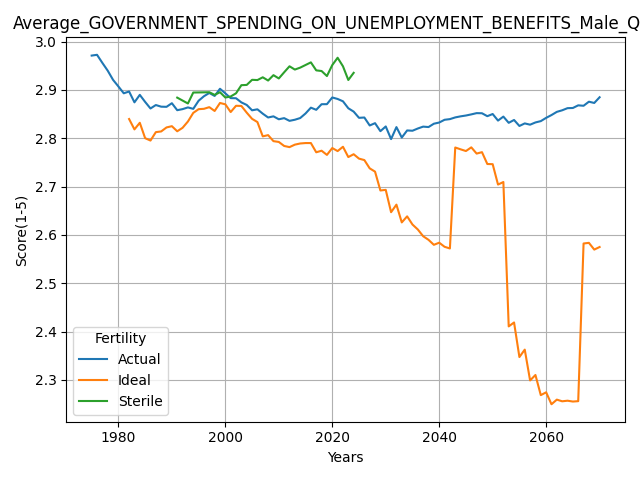 Average_GOVERNMENT_SPENDING_ON_UNEMPLOYMENT_BENEFITS_Male_Q
3.0
2.9
2.8
2.7
2.6
2.5
2.4
2.3
Score(1-5)
Fertility
Actual
Ideal
Sterile
1980 2000 2020 2040 2060
Years